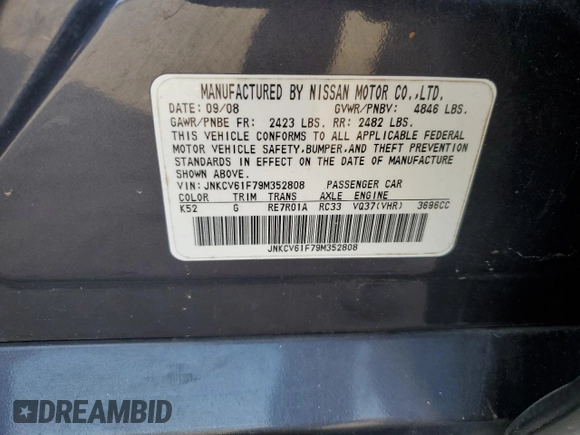 MANUFACTURED BY NISSAN MOTOR CO.,LTD.
DATE: 09/08 GVWR/PNBV: 4846 LBS.
GAWR/PNBE FR: 2423 LBS. RR: 2482 LBS.
THIS VEHICLE CONFORMS TO ALL APPLICABLE FEDERAL
MOTOR VEHICLE SAFETY,BUMPER,AND THEFT PREVENTION
STANDARDS IN EFFECT ON THE DATE OF MANUFACTURE
SHOWN ABOVE.
VIN:JNKCV61F79M352808 PASSENGER CAR
COLOR TRIM TRANS AXLE ENGINE
K52 G RE7R01A RC33 VQ37(VHR) 3696CC
JNKCV61F79M352808
DREAMBID